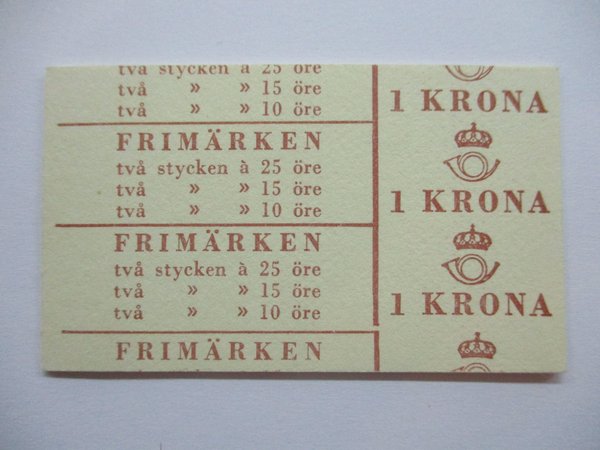 två stycken à 25 öre
två » » 15 öre
två » » 10 öre
1 KRONA
FRIMÄRKEN
två stycken à 25 öre
två » » 15 öre
två » » 10 öre
1 KRONA
FRIMÄRKEN
två stycken à 25 öre
två » » 15 öre
två » » 10 öre
1 KRONA
FRIMÄRKEN